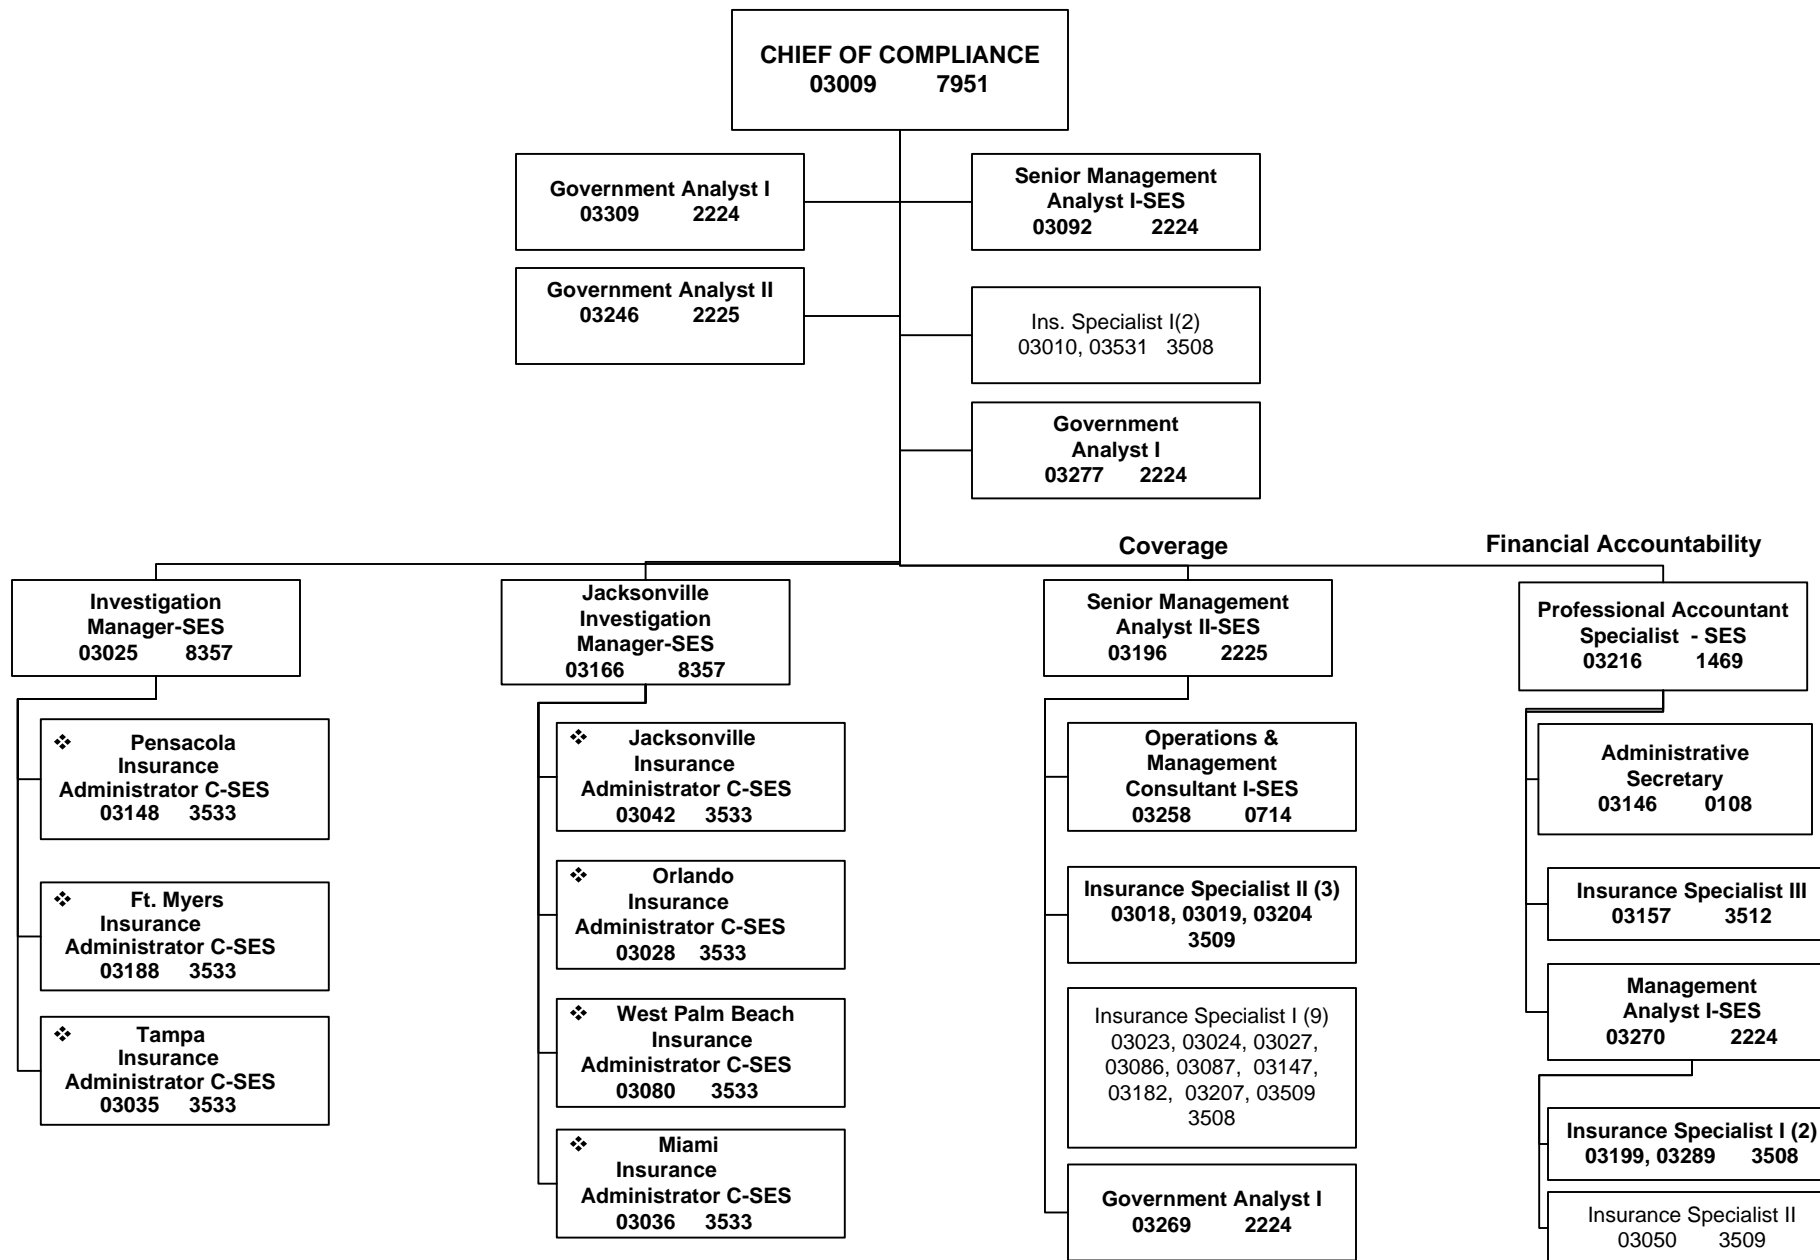 CHIEF OF COMPLIANCE
03009 7951
Government Analyst I
03309 2224
Senior Management
Analyst I-SES
03092 2224
Government Analyst II
03246 2225
Ins. Specialist I(2)
03010, 03531 3508
Government
Analyst I
03277 2224
Coverage
Financial Accountability
Investigation
Manager-SES
03025 8357
❖ Pensacola
Insurance
Administrator C-SES
03148 3533
❖ Ft. Myers
Insurance
Administrator C-SES
03188 3533
❖ Tampa
Insurance
Administrator C-SES
03035 3533
Jacksonville
Investigation
Manager-SES
03166 8357
❖ Jacksonville
Insurance
Administrator C-SES
03042 3533
❖ Orlando
Insurance
Administrator C-SES
03028 3533
❖ West Palm Beach
Insurance
Administrator C-SES
03080 3533
❖ Miami
Insurance
Administrator C-SES
03036 3533
Senior Management
Analyst II-SES
03196 2225
Operations &
Management
Consultant I-SES
03258 0714
Insurance Specialist II (3)
03018, 03019, 03204
3509
Insurance Specialist I (9)
03023, 03024, 03027,
03086, 03087, 03147,
03182, 03207, 03509
3508
Government Analyst I
03269 2224
Professional Accountant
Specialist - SES
03216 1469
Administrative
Secretary
03146 0108
Insurance Specialist III
03157 3512
Management
Analyst I-SES
03270 2224
Insurance Specialist I (2)
03199, 03289 3508
Insurance Specialist II
03050 3509